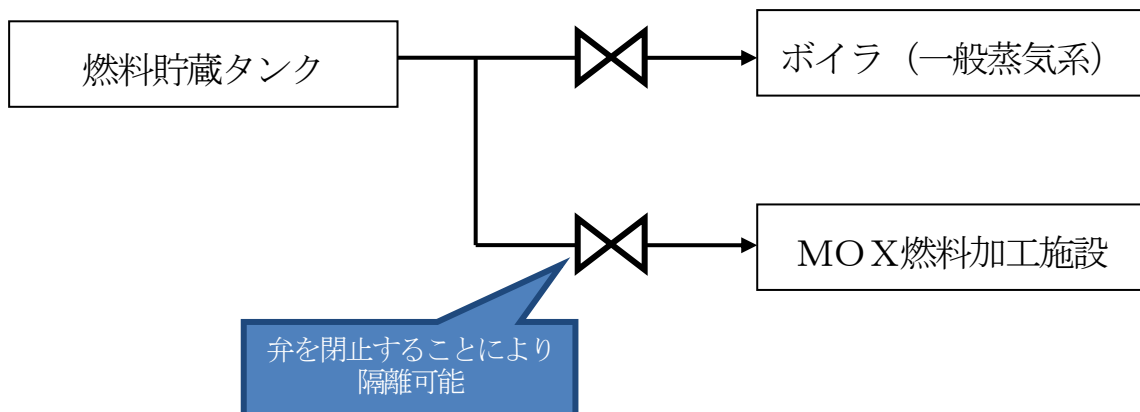 燃料貯蔵タンク
ボイラ（一般蒸気系）
ＭＯＸ燃料加工施設
弁を閉止することにより
隔離可能